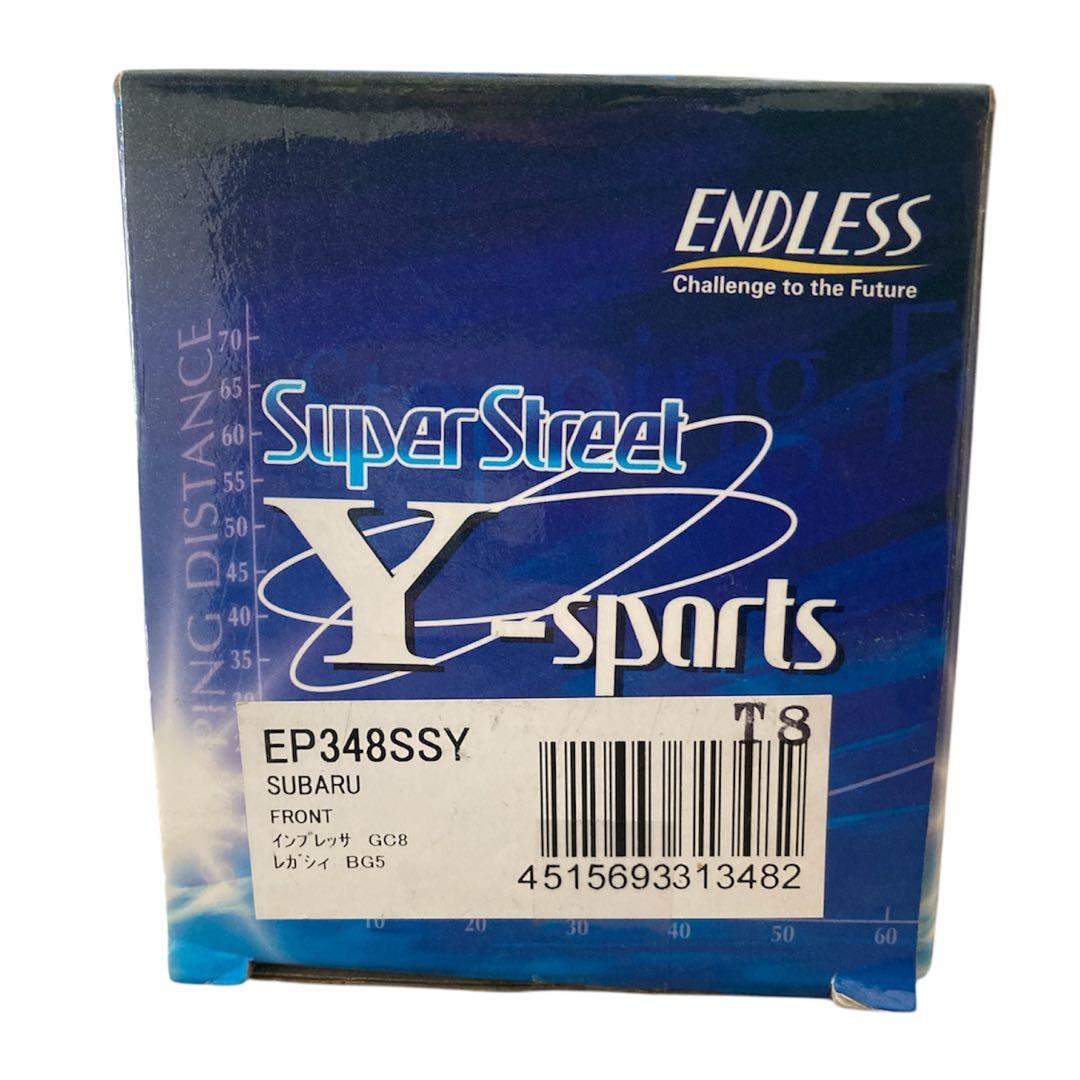 ENDLESS
Challenge to the Future
70
65
60
55
50
45
40
35
30
RING DISTANCE
Stopping
Super Street
Y-sports
T8
EP348SSY
SUBARU
FRONT
インプレッサ GC8
レガシィ BG5
4515693313482
10 20 30 40 50 60